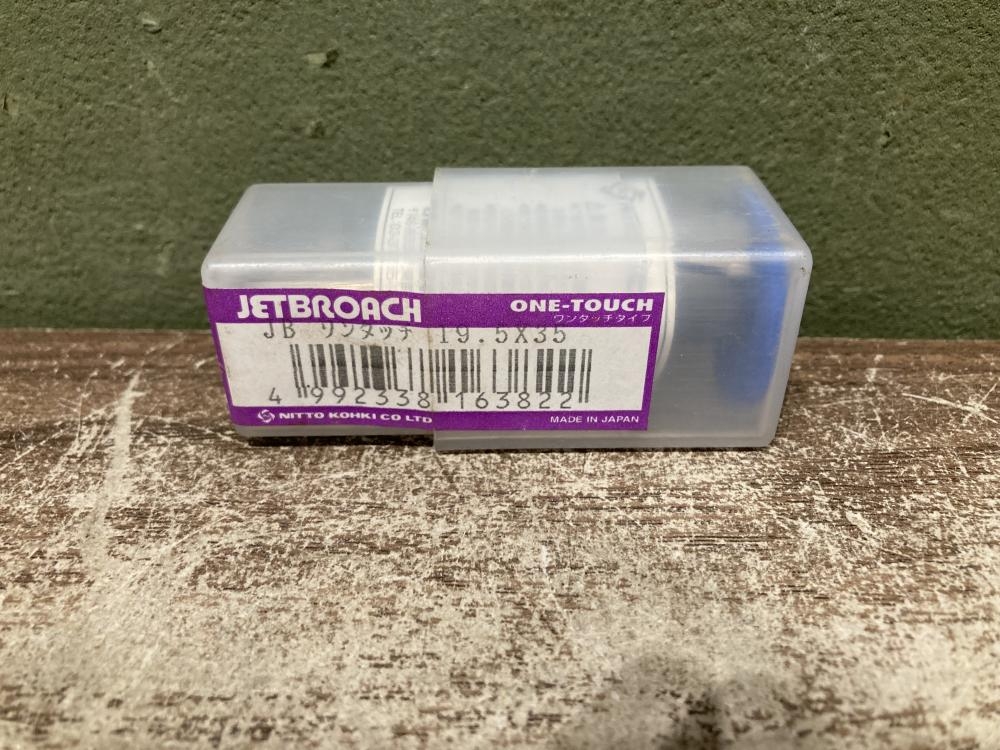 JETBROACH ONE-TOUCH
ワンタッチタイプ
JB ワンタッチ 19.5X35
4 992338 163822
NITTO KOHKI CO LTD MADE IN JAPAN
TEL